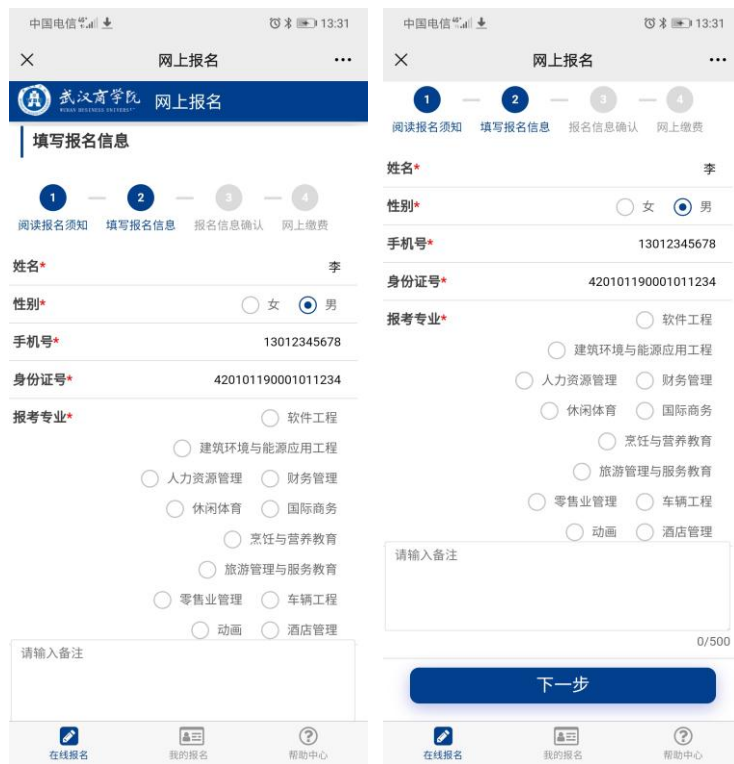 中国电信 13:31
网上报名
武汉商学院 网上报名
填写报名信息
1 2 3 4
阅读报名须知 填写报名信息 报名信息确认 网上缴费
姓名* 李
性别* 女 男
手机号* 13012345678
身份证号* 420101190001011234
报考专业* 软件工程
建筑环境与能源应用工程
人力资源管理 财务管理
休闲体育 国际商务
烹饪与营养教育
旅游管理与服务教育
零售业管理 车辆工程
动画 酒店管理
请输入备注
在线报名 我的报名 帮助中心
中国电信 13:31
网上报名
1 2 3 4
阅读报名须知 填写报名信息 报名信息确认 网上缴费
姓名* 李
性别* 女 男
手机号* 13012345678
身份证号* 420101190001011234
报考专业* 软件工程
建筑环境与能源应用工程
人力资源管理 财务管理
休闲体育 国际商务
烹饪与营养教育
旅游管理与服务教育
零售业管理 车辆工程
动画 酒店管理
请输入备注
0/500
下一步
在线报名 我的报名 帮助中心